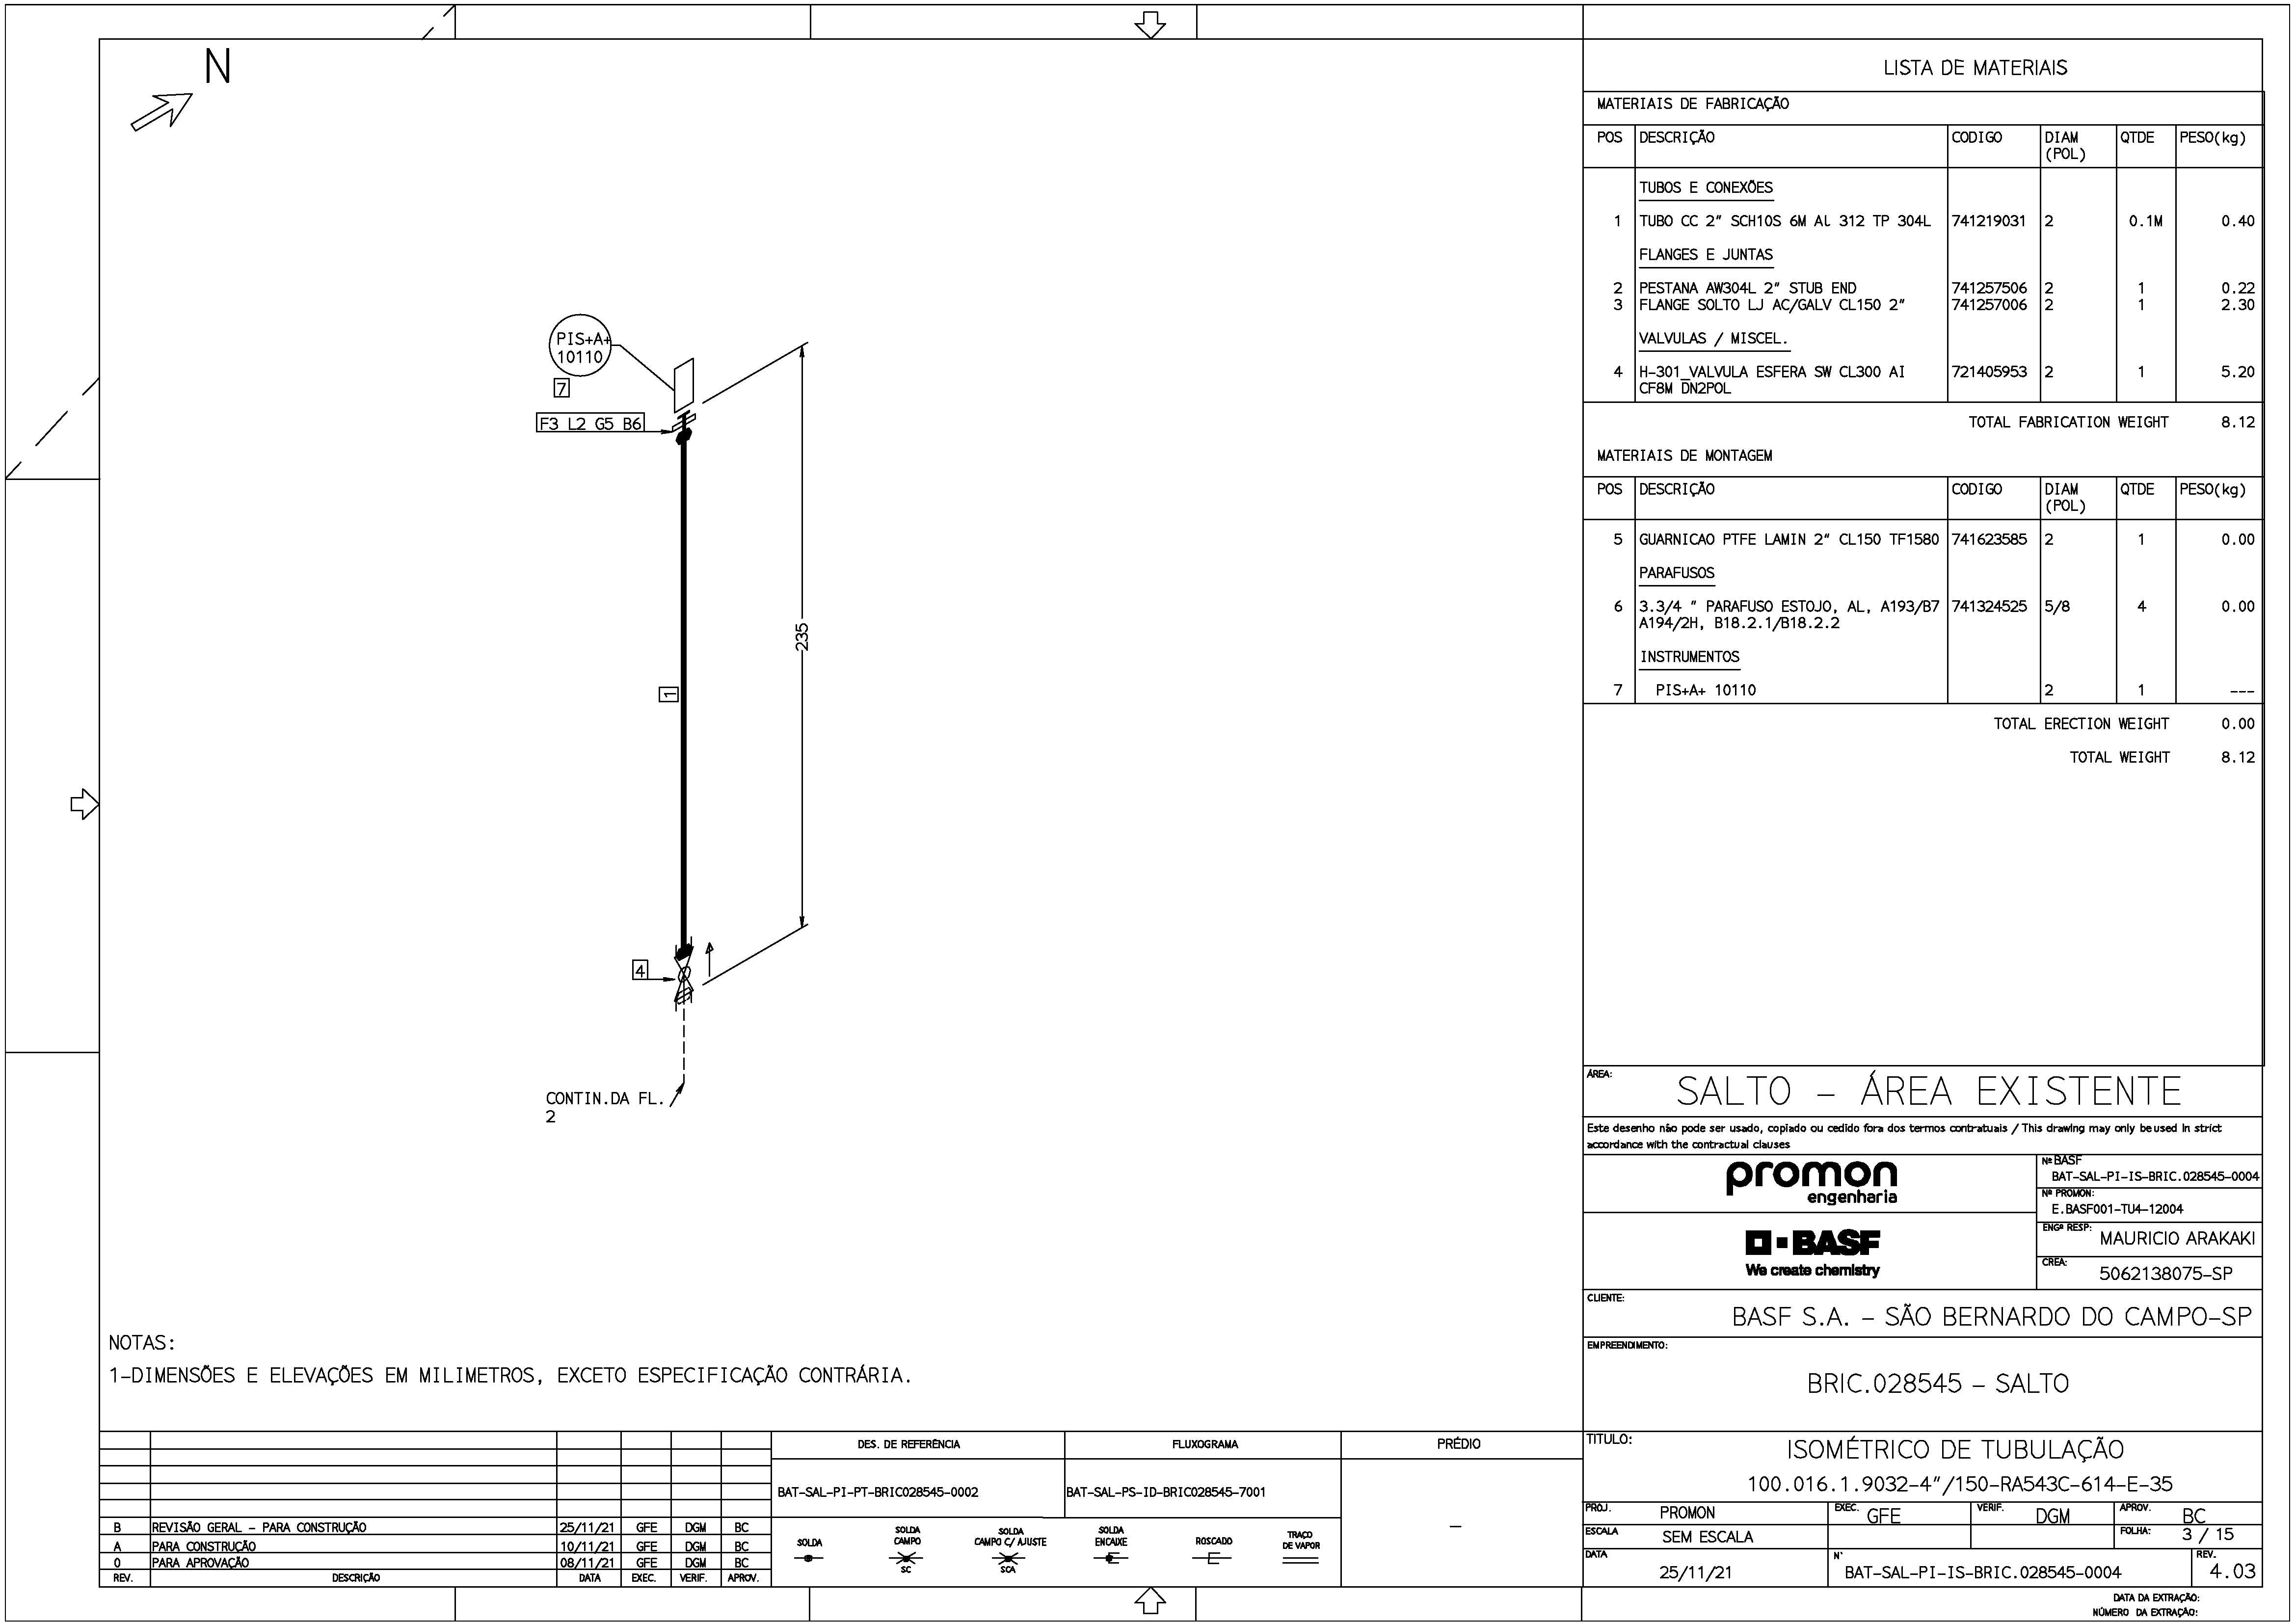 N
PIS+A+
10110
7
F3 L2 G5 B6
235
1
4
CONTIN.DA FL.
2
NOTAS:
1-DIMENSÕES E ELEVAÇÕES EM MILIMETROS, EXCETO ESPECIFICAÇÃO CONTRÁRIA.
LISTA DE MATERIAIS
MATERIAIS DE FABRICAÇÃO
POS DESCRIÇÃO CODIGO DIAM (POL) QTDE PESO(kg)
TUBOS E CONEXÕES
1 TUBO CC 2" SCH10S 6M Al 312 TP 304L 741219031 2 0.1M 0.40
FLANGES E JUNTAS
2 PESTANA AW304L 2" STUB END 741257506 2 1 0.22
3 FLANGE SOLTO LJ AC/GALV CL150 2" 741257006 2 1 2.30
VALVULAS / MISCEL.
4 H-301_VALVULA ESFERA SW CL300 AI 721405953 2 1 5.20
CF8M DN2POL
TOTAL FABRICATION WEIGHT 8.12
MATERIAIS DE MONTAGEM
POS DESCRIÇÃO CODIGO DIAM (POL) QTDE PESO(kg)
5 GUARNICAO PTFE LAMIN 2" CL150 TF1580 741623585 2 1 0.00
PARAFUSOS
6 3.3/4 " PARAFUSO ESTOJO, AL, A193/B7 741324525 5/8 4 0.00
A194/2H, B18.2.1/B18.2.2
INSTRUMENTOS
7 PIS+A+ 10110 2 1 ---
TOTAL ERECTION WEIGHT 0.00
TOTAL WEIGHT 8.12
ÁREA:
SALTO - ÁREA EXISTENTE
Este desenho não pode ser usado, copiado ou cedido fora dos termos contratuais / This drawing may only be used in strict
accordance with the contractual clauses
promon
engenharia
Nº BASF
BAT-SAL-PI-IS-BRIC.028545-0004
Nº PROMON:
E.BASF001-TU4-12004
BASF
We create chemistry
ENGº RESP: MAURICIO ARAKAKI
CREA: 5062138075-SP
CLIENTE:
BASF S.A. - SÃO BERNARDO DO CAMPO-SP
EMPREENDIMENTO:
BRIC.028545 - SALTO
TITULO:
ISOMÉTRICO DE TUBULAÇÃO
100.016.1.9032-4"/150-RA543C-614-E-35
PROJ. PROMON EXEC. GFE VERIF. DGM APROV. BC
ESCALA SEM ESCALA FOLHA: 3 / 15
DATA 25/11/21 N° BAT-SAL-PI-IS-BRIC.028545-0004 REV. 4.03
DATA DA EXTRAÇÃO:
NÚMERO DA EXTRAÇÃO:
B REVISÃO GERAL - PARA CONSTRUÇÃO 25/11/21 GFE DGM BC
A PARA CONSTRUÇÃO 10/11/21 GFE DGM BC
0 PARA APROVAÇÃO 08/11/21 GFE DGM BC
REV. DESCRIÇÃO DATA EXEC. VERIF. APROV.
DES. DE REFERÊNCIA FLUXOGRAMA PRÉDIO
BAT-SAL-PI-PT-BRIC028545-0002 BAT-SAL-PS-ID-BRIC028545-7001 -
SOLDA
SOLDA CAMPO
SC
SOLDA CAMPO C/ AJUSTE
SCA
SOLDA ENCAIXE
ROSCADO
TRAÇO DE VAPOR